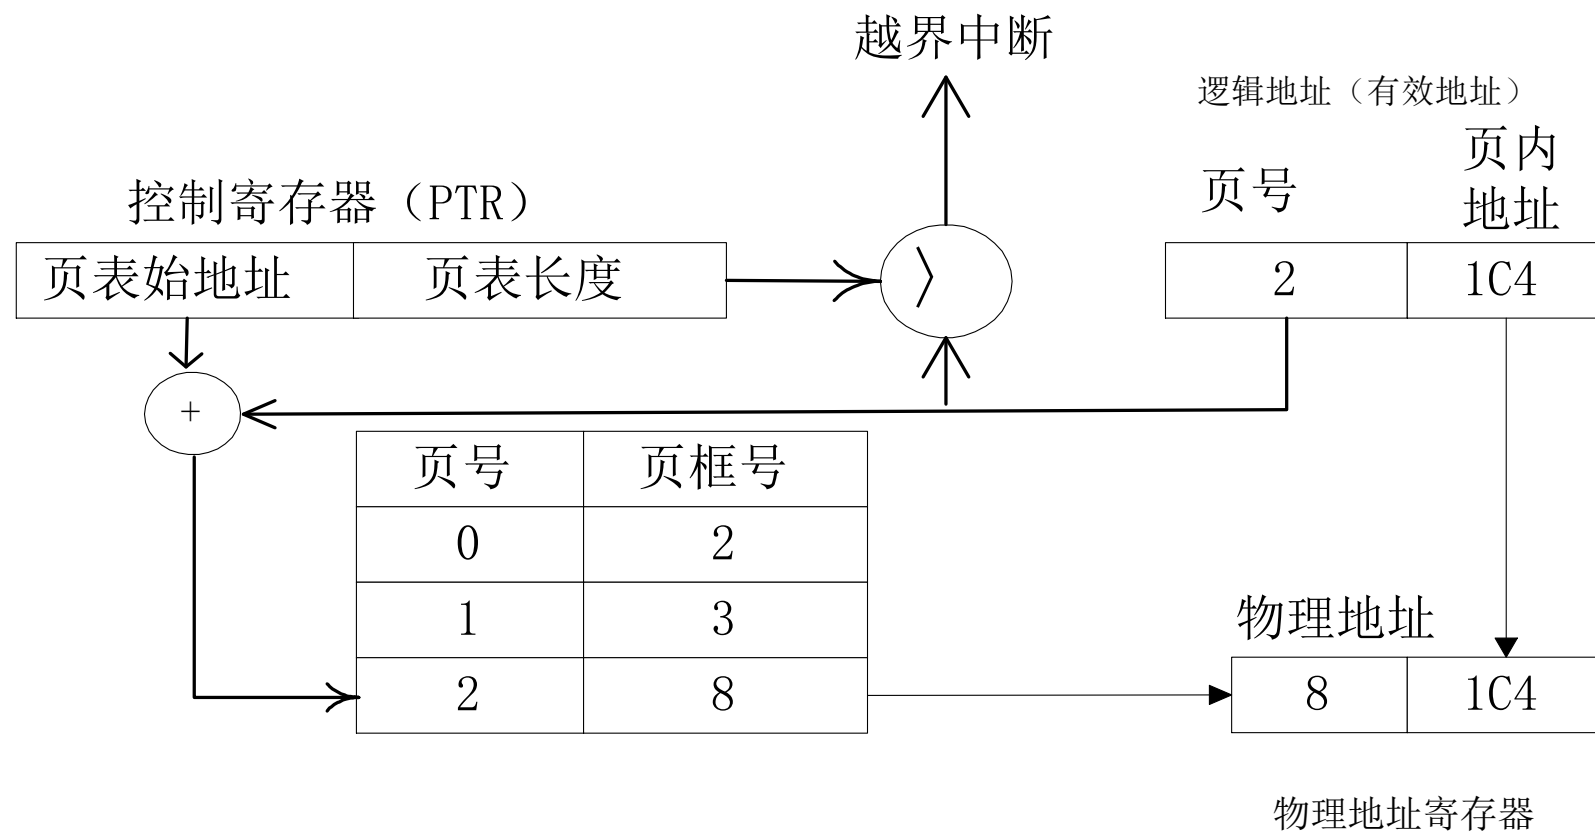 越界中断
逻辑地址（有效地址）
页号
页内
地址
控制寄存器（PTR）
页表始地址 页表长度
>
2 1C4
+
页号 页框号
0 2
1 3
2 8
物理地址
8 1C4
物理地址寄存器